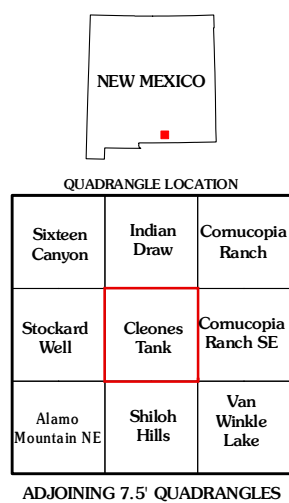 NEW MEXICO
QUADRANGLE LOCATION
Sixteen
Canyon
Indian
Draw
Cornucopia
Ranch
Stockard
Well
Cleones
Tank
Cornucopia
Ranch SE
Alamo
Mountain NE
Shiloh
Hills
Van
Winkle
Lake
ADJOINING 7.5' QUADRANGLES